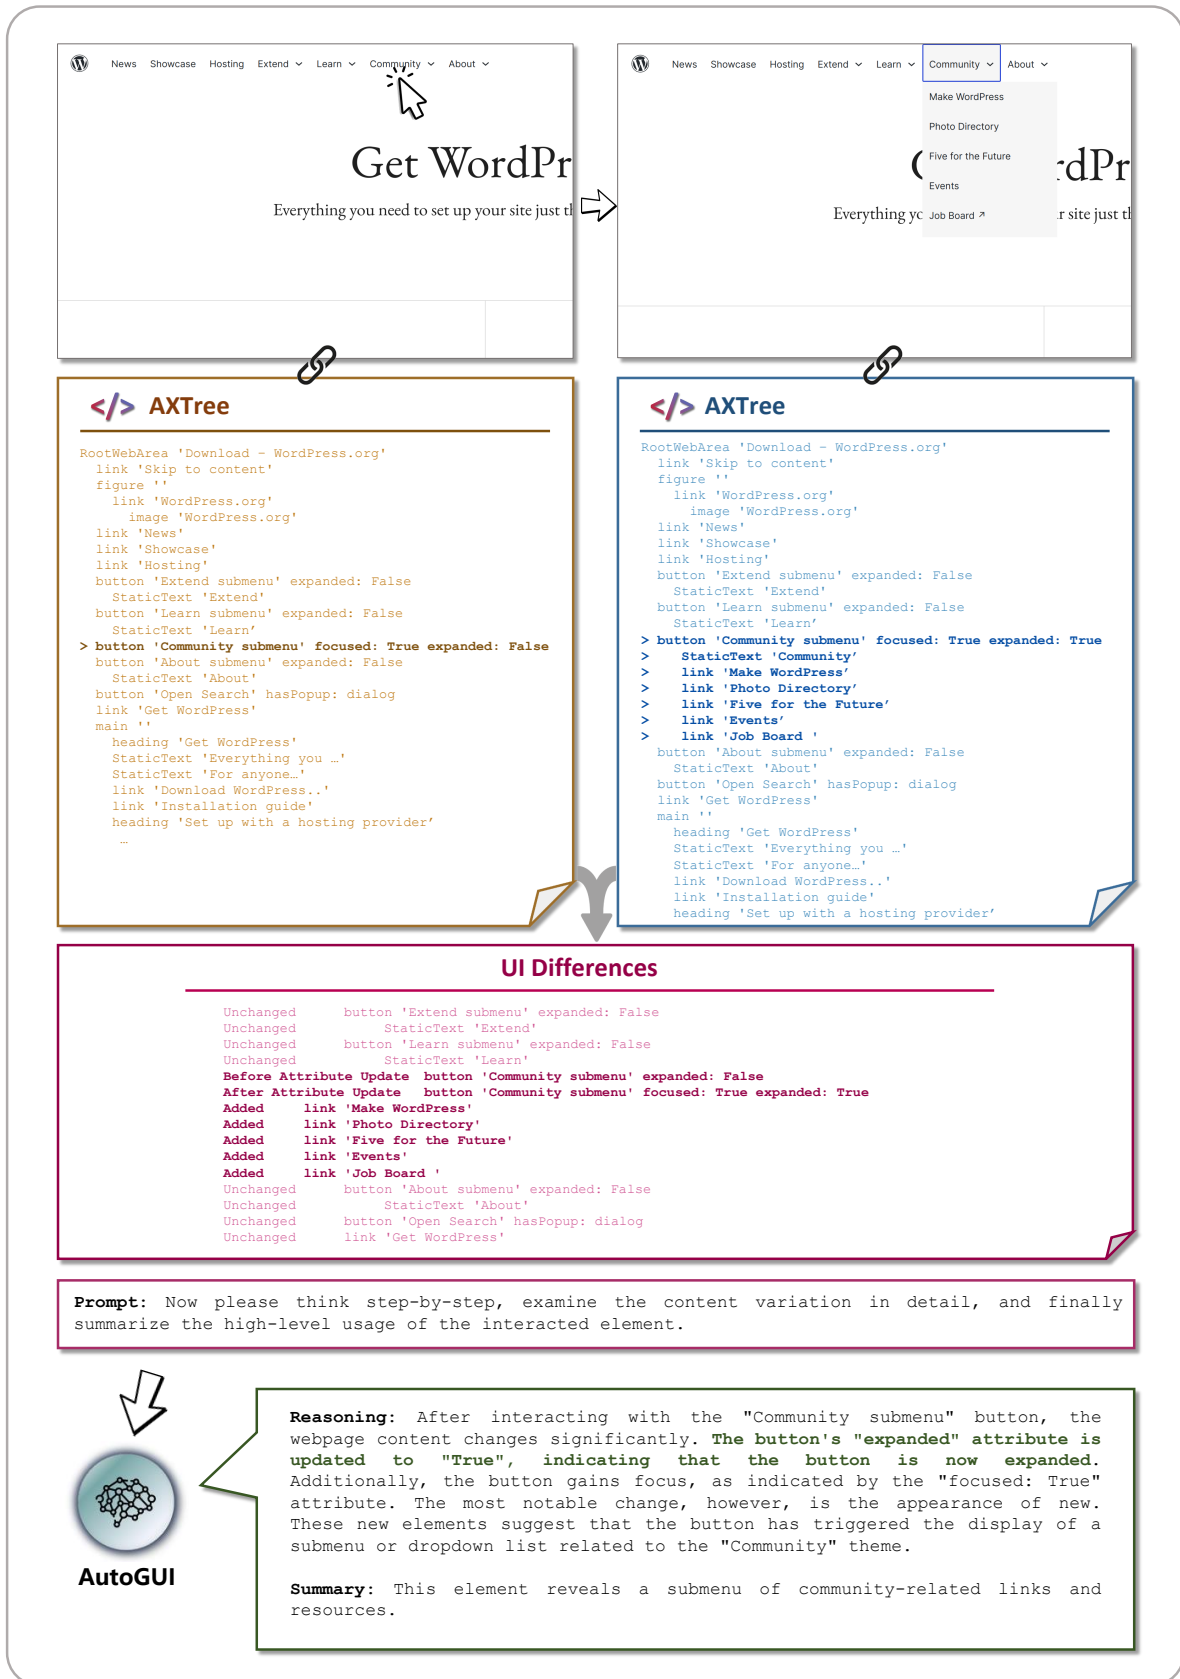 News Showcase Hosting Extend Learn Community About
Get WordPr
Everything you need to set up your site just th
News Showcase Hosting Extend Learn Community About
Make WordPress
Photo Directory
Five for the Future
Events
Job Board ↗
rdPr
Everything yo r site just th
</> AXTree
RootWebArea 'Download – WordPress.org'
link 'Skip to content'
figure ''
link 'WordPress.org'
image 'WordPress.org'
link 'News'
link 'Showcase'
link 'Hosting'
button 'Extend submenu' expanded: False
StaticText 'Extend'
button 'Learn submenu' expanded: False
StaticText 'Learn’
> button 'Community submenu' focused: True expanded: False
button 'About submenu' expanded: False
StaticText 'About'
button 'Open Search' hasPopup: dialog
link 'Get WordPress'
main ''
heading 'Get WordPress'
StaticText 'Everything you …'
StaticText 'For anyone…'
link 'Download WordPress..'
link 'Installation guide'
heading 'Set up with a hosting provider’
…
</> AXTree
RootWebArea 'Download – WordPress.org'
link 'Skip to content'
figure ''
link 'WordPress.org'
image 'WordPress.org'
link 'News'
link 'Showcase'
link 'Hosting'
button 'Extend submenu' expanded: False
StaticText 'Extend'
button 'Learn submenu' expanded: False
StaticText 'Learn’
> button 'Community submenu' focused: True expanded: True
> StaticText 'Community’
> link 'Make WordPress’
> link 'Photo Directory’
> link 'Five for the Future’
> link 'Events’
> link 'Job Board '
button 'About submenu' expanded: False
StaticText 'About'
button 'Open Search' hasPopup: dialog
link 'Get WordPress'
main ''
heading 'Get WordPress'
StaticText 'Everything you …'
StaticText 'For anyone…'
link 'Download WordPress..'
link 'Installation guide'
heading 'Set up with a hosting provider’
UI Differences
Unchanged button 'Extend submenu' expanded: False
Unchanged StaticText 'Extend'
Unchanged button 'Learn submenu' expanded: False
Unchanged StaticText 'Learn'
Before Attribute Update button 'Community submenu' expanded: False
After Attribute Update button 'Community submenu' focused: True expanded: True
Added link 'Make WordPress'
Added link 'Photo Directory'
Added link 'Five for the Future'
Added link 'Events'
Added link 'Job Board '
Unchanged button 'About submenu' expanded: False
Unchanged StaticText 'About'
Unchanged button 'Open Search' hasPopup: dialog
Unchanged link 'Get WordPress'
Prompt: Now please think step-by-step, examine the content variation in detail, and finally
summarize the high-level usage of the interacted element.
Reasoning: After interacting with the "Community submenu" button, the
webpage content changes significantly. The button's "expanded" attribute is
updated to "True", indicating that the button is now expanded.
Additionally, the button gains focus, as indicated by the "focused: True"
attribute. The most notable change, however, is the appearance of new.
These new elements suggest that the button has triggered the display of a
submenu or dropdown list related to the "Community" theme.
Summary: This element reveals a submenu of community-related links and
resources.
AutoGUI